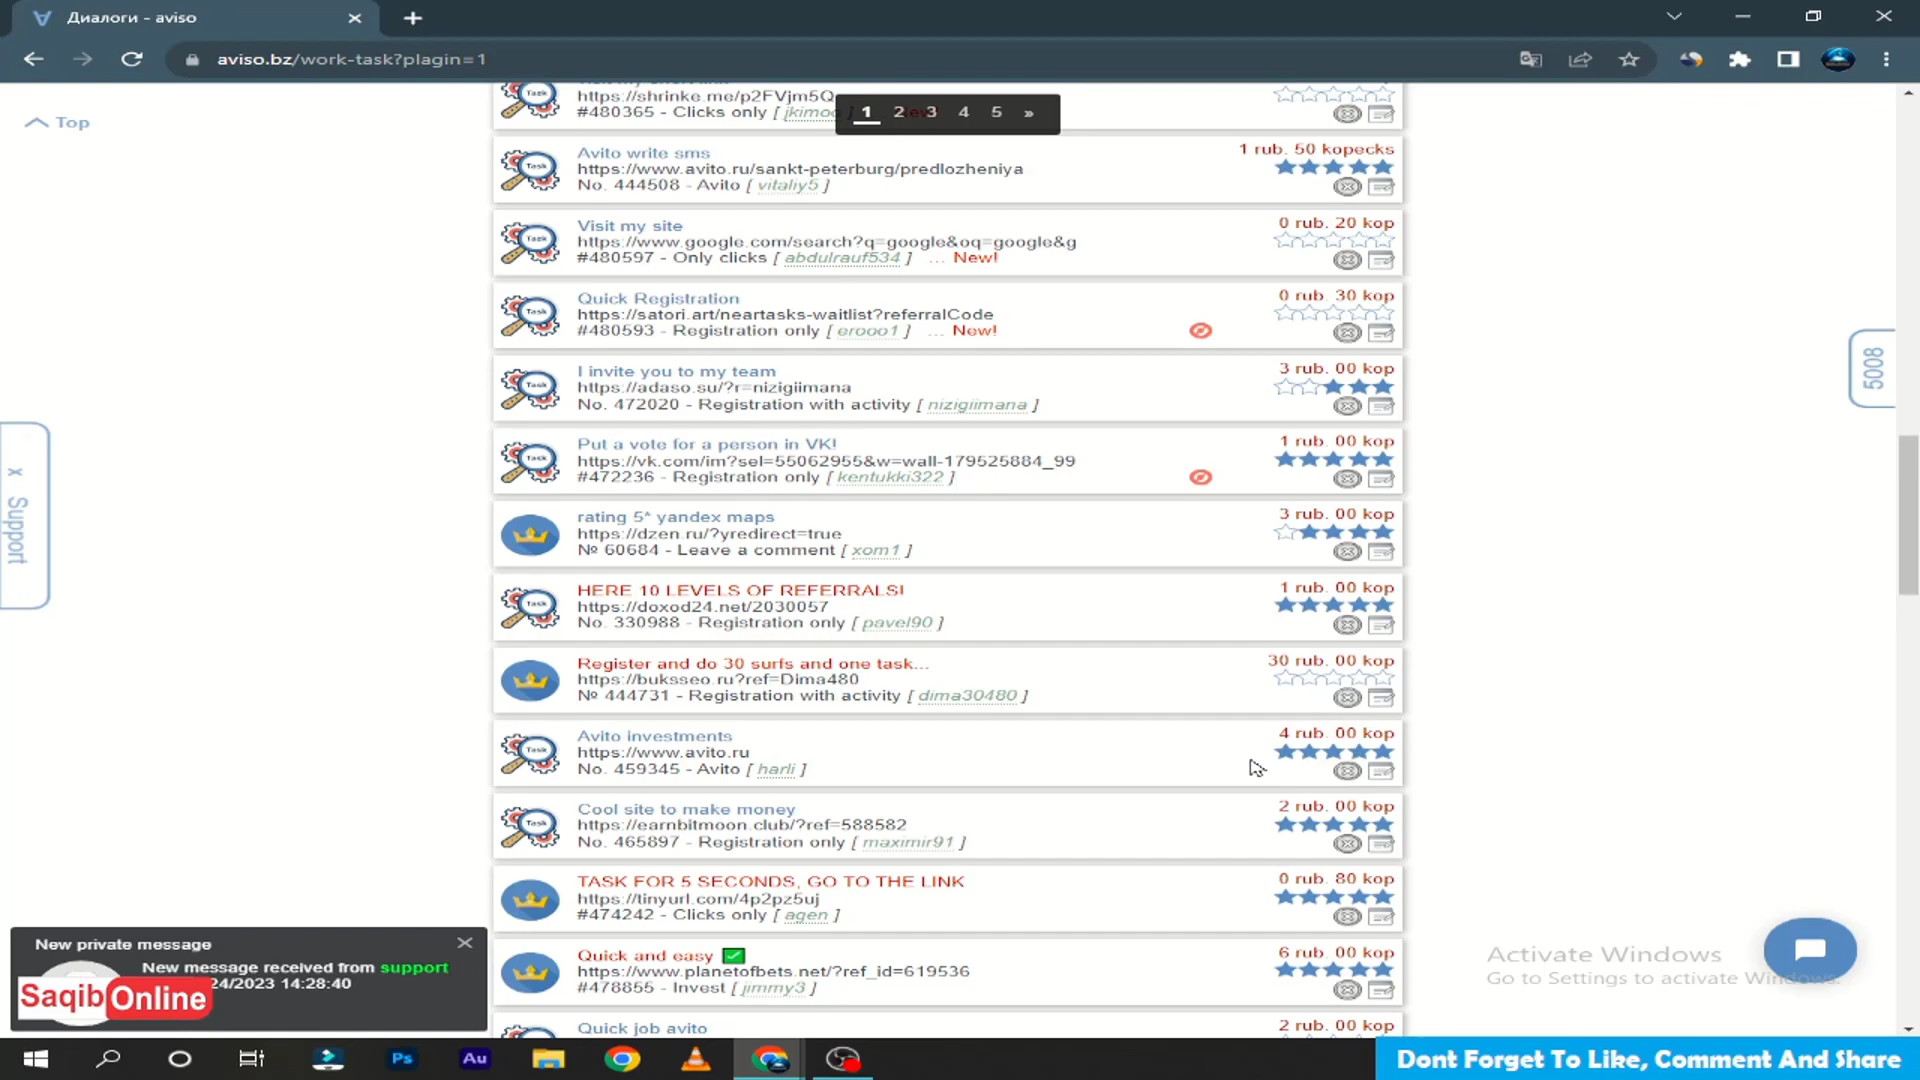 Диалоги - aviso
aviso.bz/work-task?plagin=1
Top
1 2 3 4 5 »
https://shrinke.me/p2FVjm5Q
#480365 - Clicks only [ jkimoo
Avito write sms
1 rub. 50 kopecks
https://www.avito.ru/sankt-peterburg/predlozheniya
No. 444508 - Avito [ vitaliy5 ]
Visit my site
0 rub. 20 kop
https://www.google.com/search?q=google&oq=google&g
#480597 - Only clicks [ abdulrauf534 ] ... New!
Quick Registration
0 rub. 30 kop
https://satori.art/neartasks-waitlist?referralCode
#480593 - Registration only [ erooo1 ] ... New!
I invite you to my team
3 rub. 00 kop
https://adaso.su/?r=nizigiimana
No. 472020 - Registration with activity [ nizigiimana ]
Put a vote for a person in VK!
1 rub. 00 kop
https://vk.com/im?sel=55062955&w=wall-179525884_99
#472236 - Registration only [ kentukki322 ]
rating 5* yandex maps
3 rub. 00 kop
https://dzen.ru/?yredirect=true
№ 60684 - Leave a comment [ xom1 ]
HERE 10 LEVELS OF REFERRALS!
1 rub. 00 kop
https://doxod24.net/2030057
No. 330988 - Registration only [ pavel90 ]
Register and do 30 surfs and one task...
30 rub. 00 kop
https://buksseo.ru?ref=Dima480
№ 444731 - Registration with activity [ dima30480 ]
Avito investments
4 rub. 00 kop
https://www.avito.ru
No. 459345 - Avito [ harli ]
Cool site to make money
2 rub. 00 kop
https://earnbitmoon.club/?ref=588582
No. 465897 - Registration only [ maximir91 ]
TASK FOR 5 SECONDS, GO TO THE LINK
0 rub. 80 kop
https://tinyurl.com/4p2pz5uj
#474242 - Clicks only [ agen ]
Quick and easy
6 rub. 00 kop
https://www.planetofbets.net/?ref_id=619536
#478855 - Invest [ jimmy3 ]
Quick job avito
2 rub. 00 kop
x Support
5008
New private message
New message received from support
24/2023 14:28:40
Saqib Online
Activate Windows
Go to Settings to activate Windows.
Ps
Au
Dont Forget To Like, Comment And Share